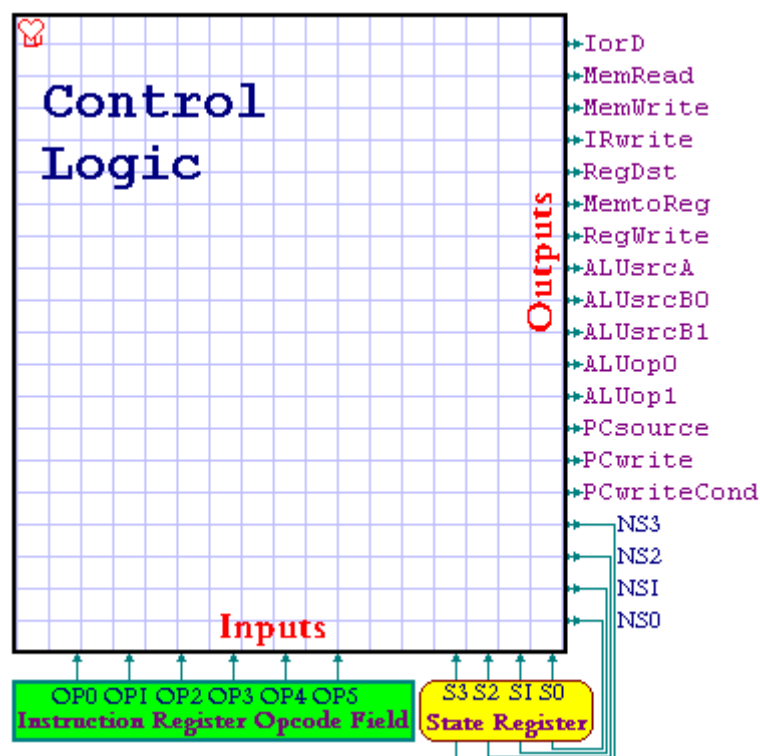 Control
Logic
Outputs
IorD
MemRead
MemWrite
IRwrite
RegDst
MemtoReg
RegWrite
ALUsrcA
ALUsrcB0
ALUsrcB1
ALUop0
ALUop1
PCsource
PCwrite
PCwriteCond
NS3
NS2
NS1
NS0
Inputs
OP0 OP1 OP2 OP3 OP4 OP5
Instruction Register Opcode Field
S3 S2 S1 S0
State Register